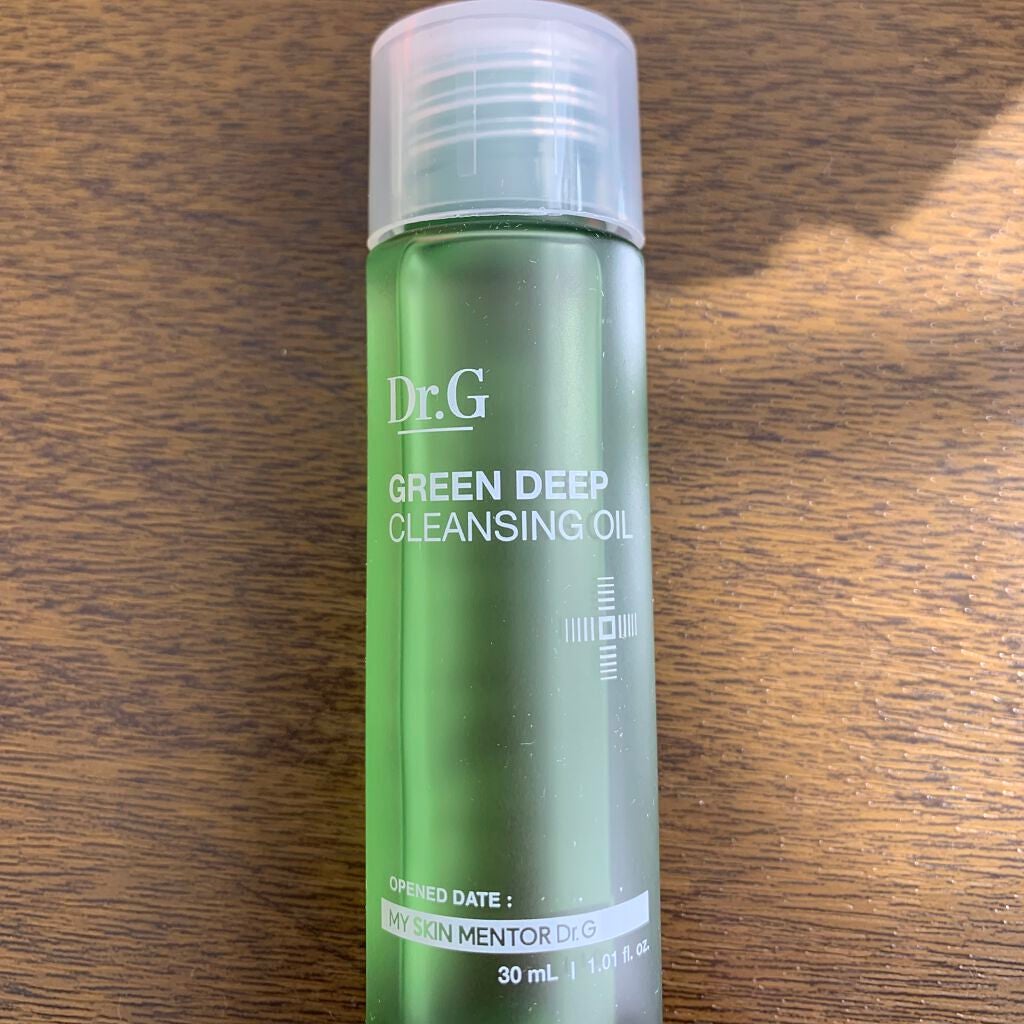 Dr.G
GREEN DEEP
CLEANSING OIL
OPENED DATE :
MY SKIN MENTOR Dr.G
30 mL | 1.01 fl. oz.